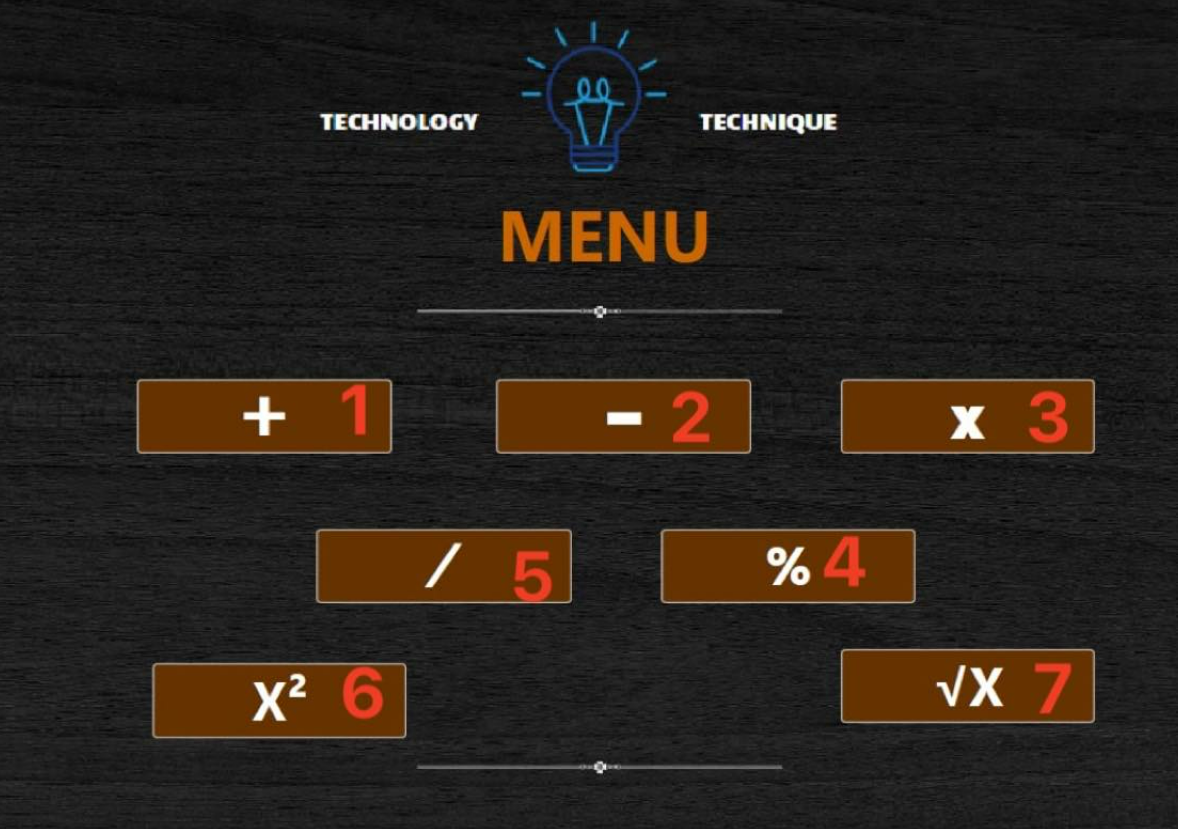 TECHNOLOGY TECHNIQUE
MENU
+ 1 - 2 x 3
/ 5 % 4
X² 6 √X 7